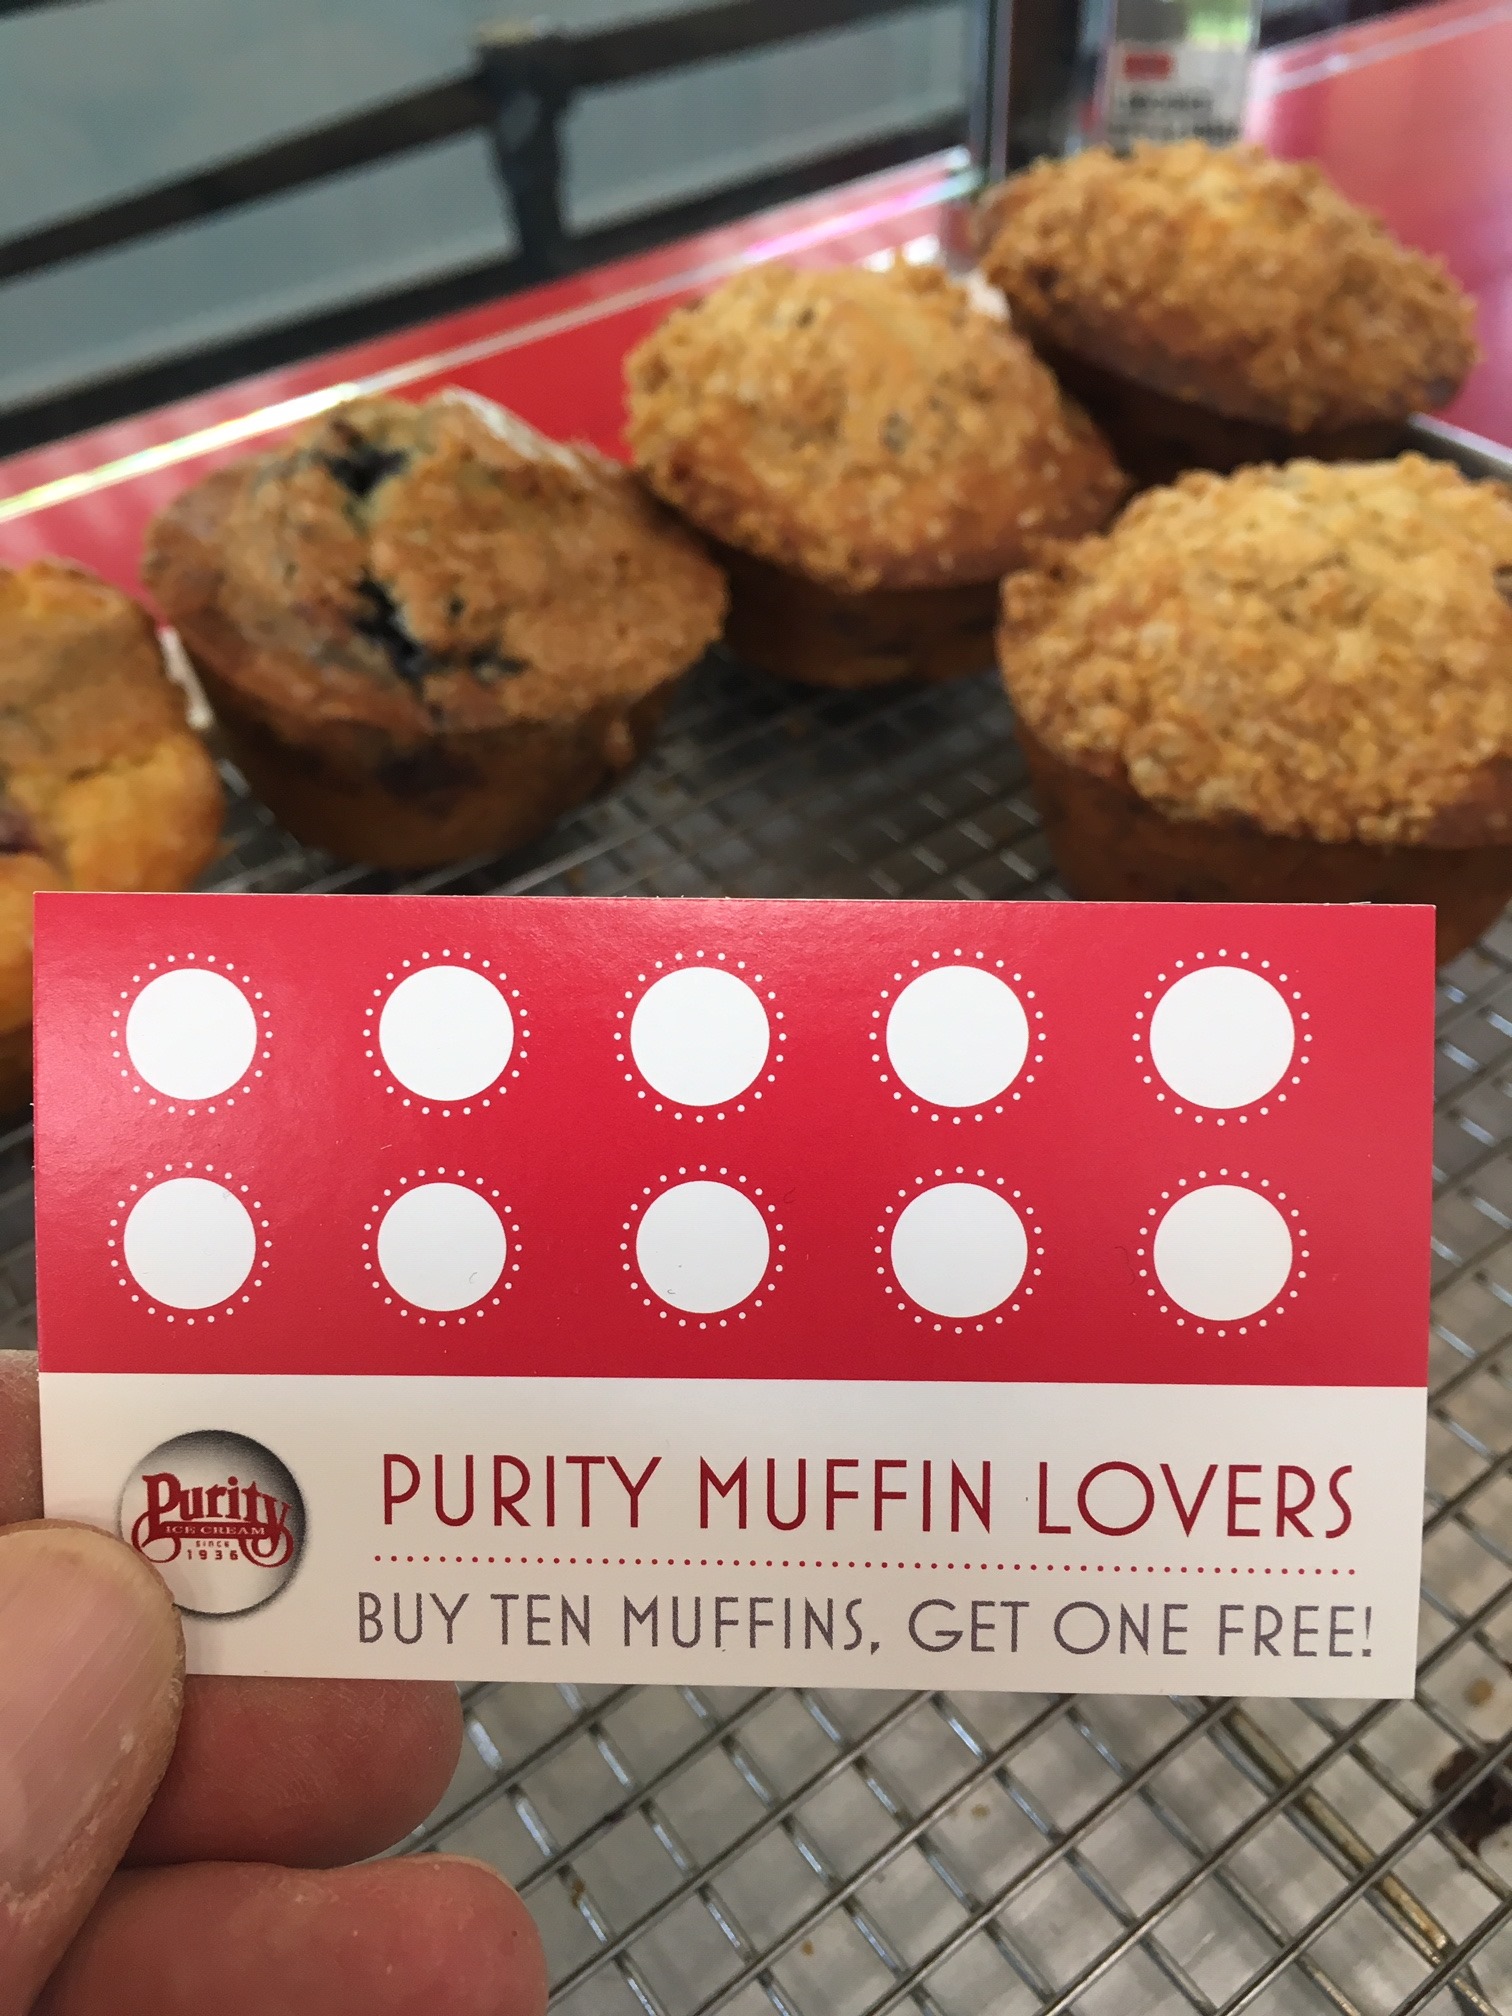 Purity
ICE CREAM
SINCE
1936
PURITY MUFFIN LOVERS
BUY TEN MUFFINS, GET ONE FREE!